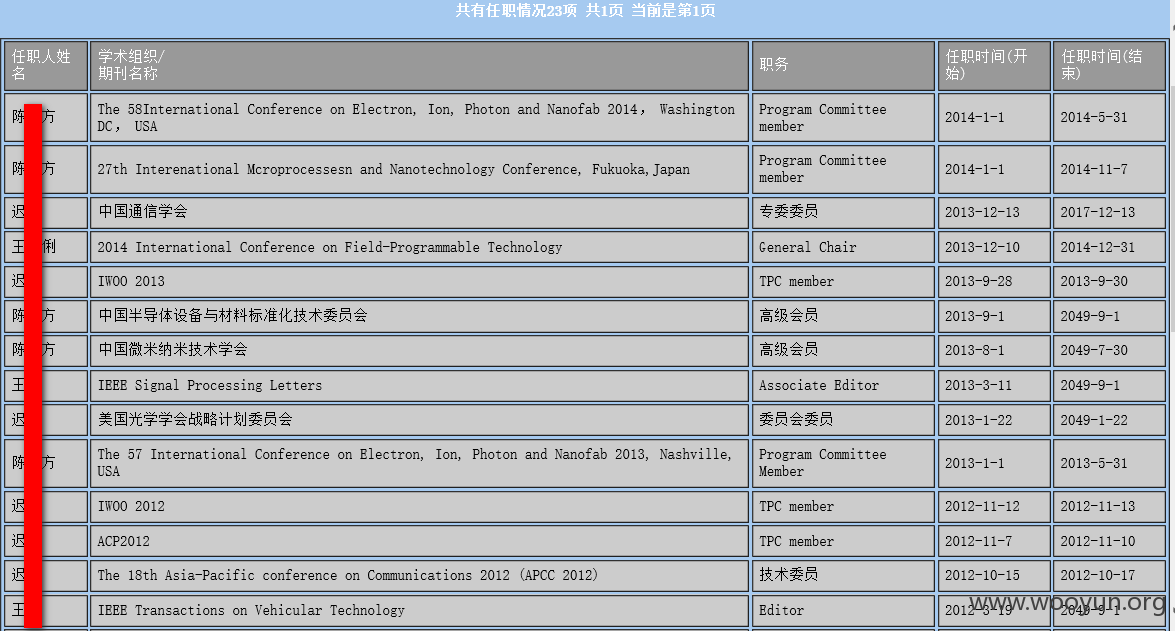 共有任职情况23项 共1页 当前是第1页
任职人姓
名
学术组织/
期刊名称
职务
任职时间(开
始)
任职时间(结
束)
陈 方
The 58International Conference on Electron, Ion, Photon and Nanofab 2014, Washington
DC, USA
Program Committee
member
2014-1-1
2014-5-31
陈 方
27th Interenational Mcroprocessesn and Nanotechnology Conference, Fukuoka,Japan
Program Committee
member
2014-1-1
2014-11-7
迟
中国通信学会
专委委员
2013-12-13
2017-12-13
王 俐
2014 International Conference on Field-Programmable Technology
General Chair
2013-12-10
2014-12-31
迟
IWOO 2013
TPC member
2013-9-28
2013-9-30
陈 方
中国半导体设备与材料标准化技术委员会
高级会员
2013-9-1
2049-9-1
陈 方
中国微米纳米技术学会
高级会员
2013-8-1
2049-7-30
王
IEEE Signal Processing Letters
Associate Editor
2013-3-11
2049-9-1
迟
美国光学学会战略计划委员会
委员会委员
2013-1-22
2049-1-22
陈 方
The 57 International Conference on Electron, Ion, Photon and Nanofab 2013, Nashville,
USA
Program Committee
Member
2013-1-1
2013-5-31
迟
IWOO 2012
TPC member
2012-11-12
2012-11-13
迟
ACP2012
TPC member
2012-11-7
2012-11-10
迟
The 18th Asia-Pacific conference on Communications 2012 (APCC 2012)
技术委员
2012-10-15
2012-10-17
王
IEEE Transactions on Vehicular Technology
Editor
2012-3-19
2049-9-1
www.wooyun.org